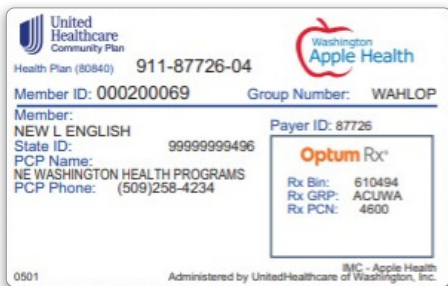 United
Healthcare
Community Plan
Washington
Apple Health
Health Plan (80840) 911-87726-04
Member ID: 000200069 Group Number: WAHLOP
Member:
NEW L ENGLISH
State ID: 99999999496
PCP Name:
NE WASHINGTON HEALTH PROGRAMS
PCP Phone: (509)258-4234
Payer ID: 87726
Optum Rx®
Rx Bin: 610494
Rx GRP: ACUWA
Rx PCN: 4600
IMC - Apple Health
0501 Administered by UnitedHealthcare of Washington, Inc.